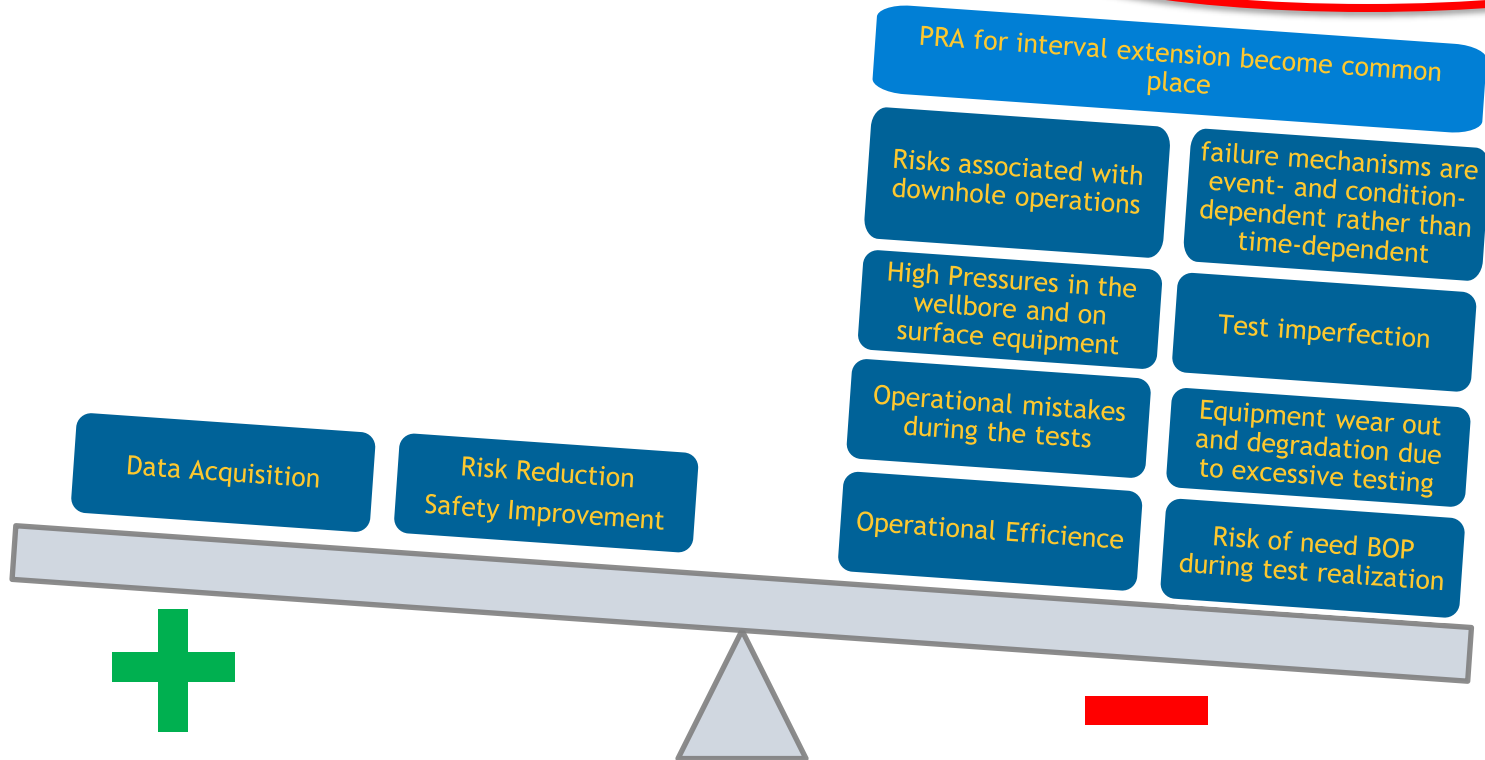 PRA for interval extension become common
place
Risks associated with
downhole operations
failure mechanisms are
event- and condition-
dependent rather than
time-dependent
High Pressures in the
wellbore and on
surface equipment
Test imperfection
Operational mistakes
during the tests
Equipment wear out
and degradation due
to excessive testing
Data Acquisition
Risk Reduction
Safety Improvement
Operational Efficience
Risk of need BOP
during test realization